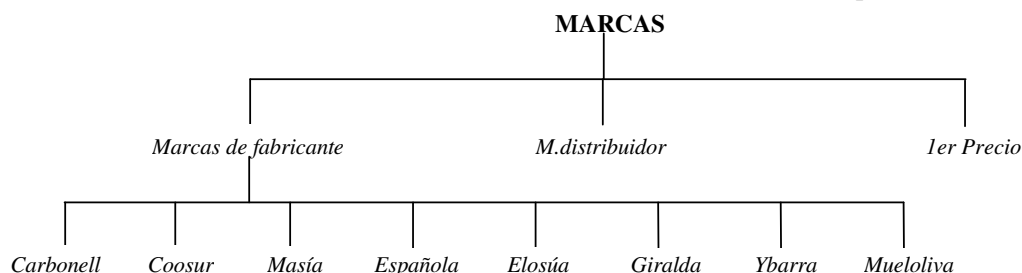 MARCAS
Marcas de fabricante M.distribuidor 1er Precio
Carbonell Coosur Masía Española Elosúa Giralda Ybarra Mueloliva